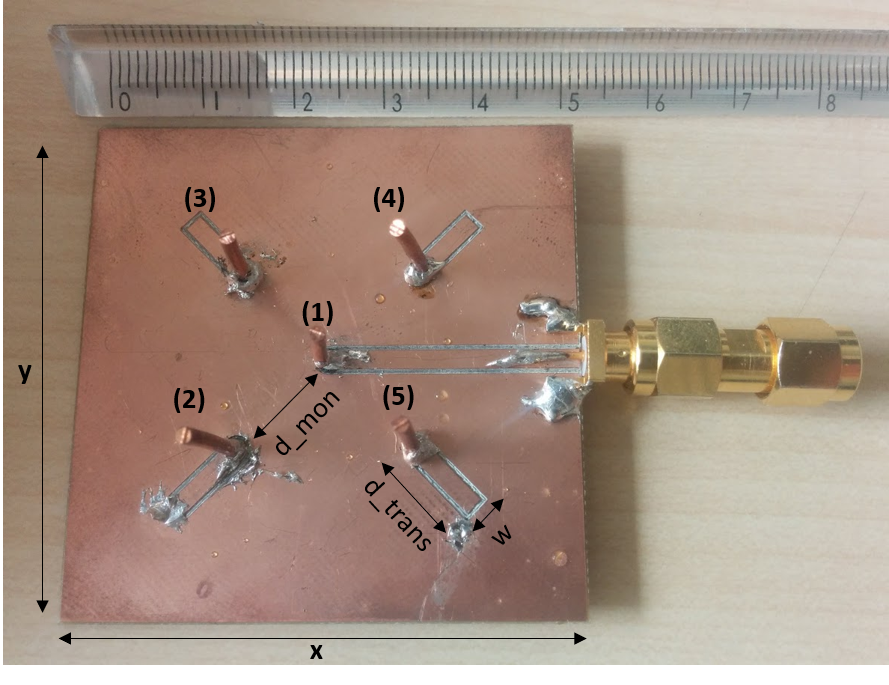 0 1 2 3 4 5 6 7 8
(3)
(4)
(1)
(2)
(5)
y
d_mon
d_trans
w
x